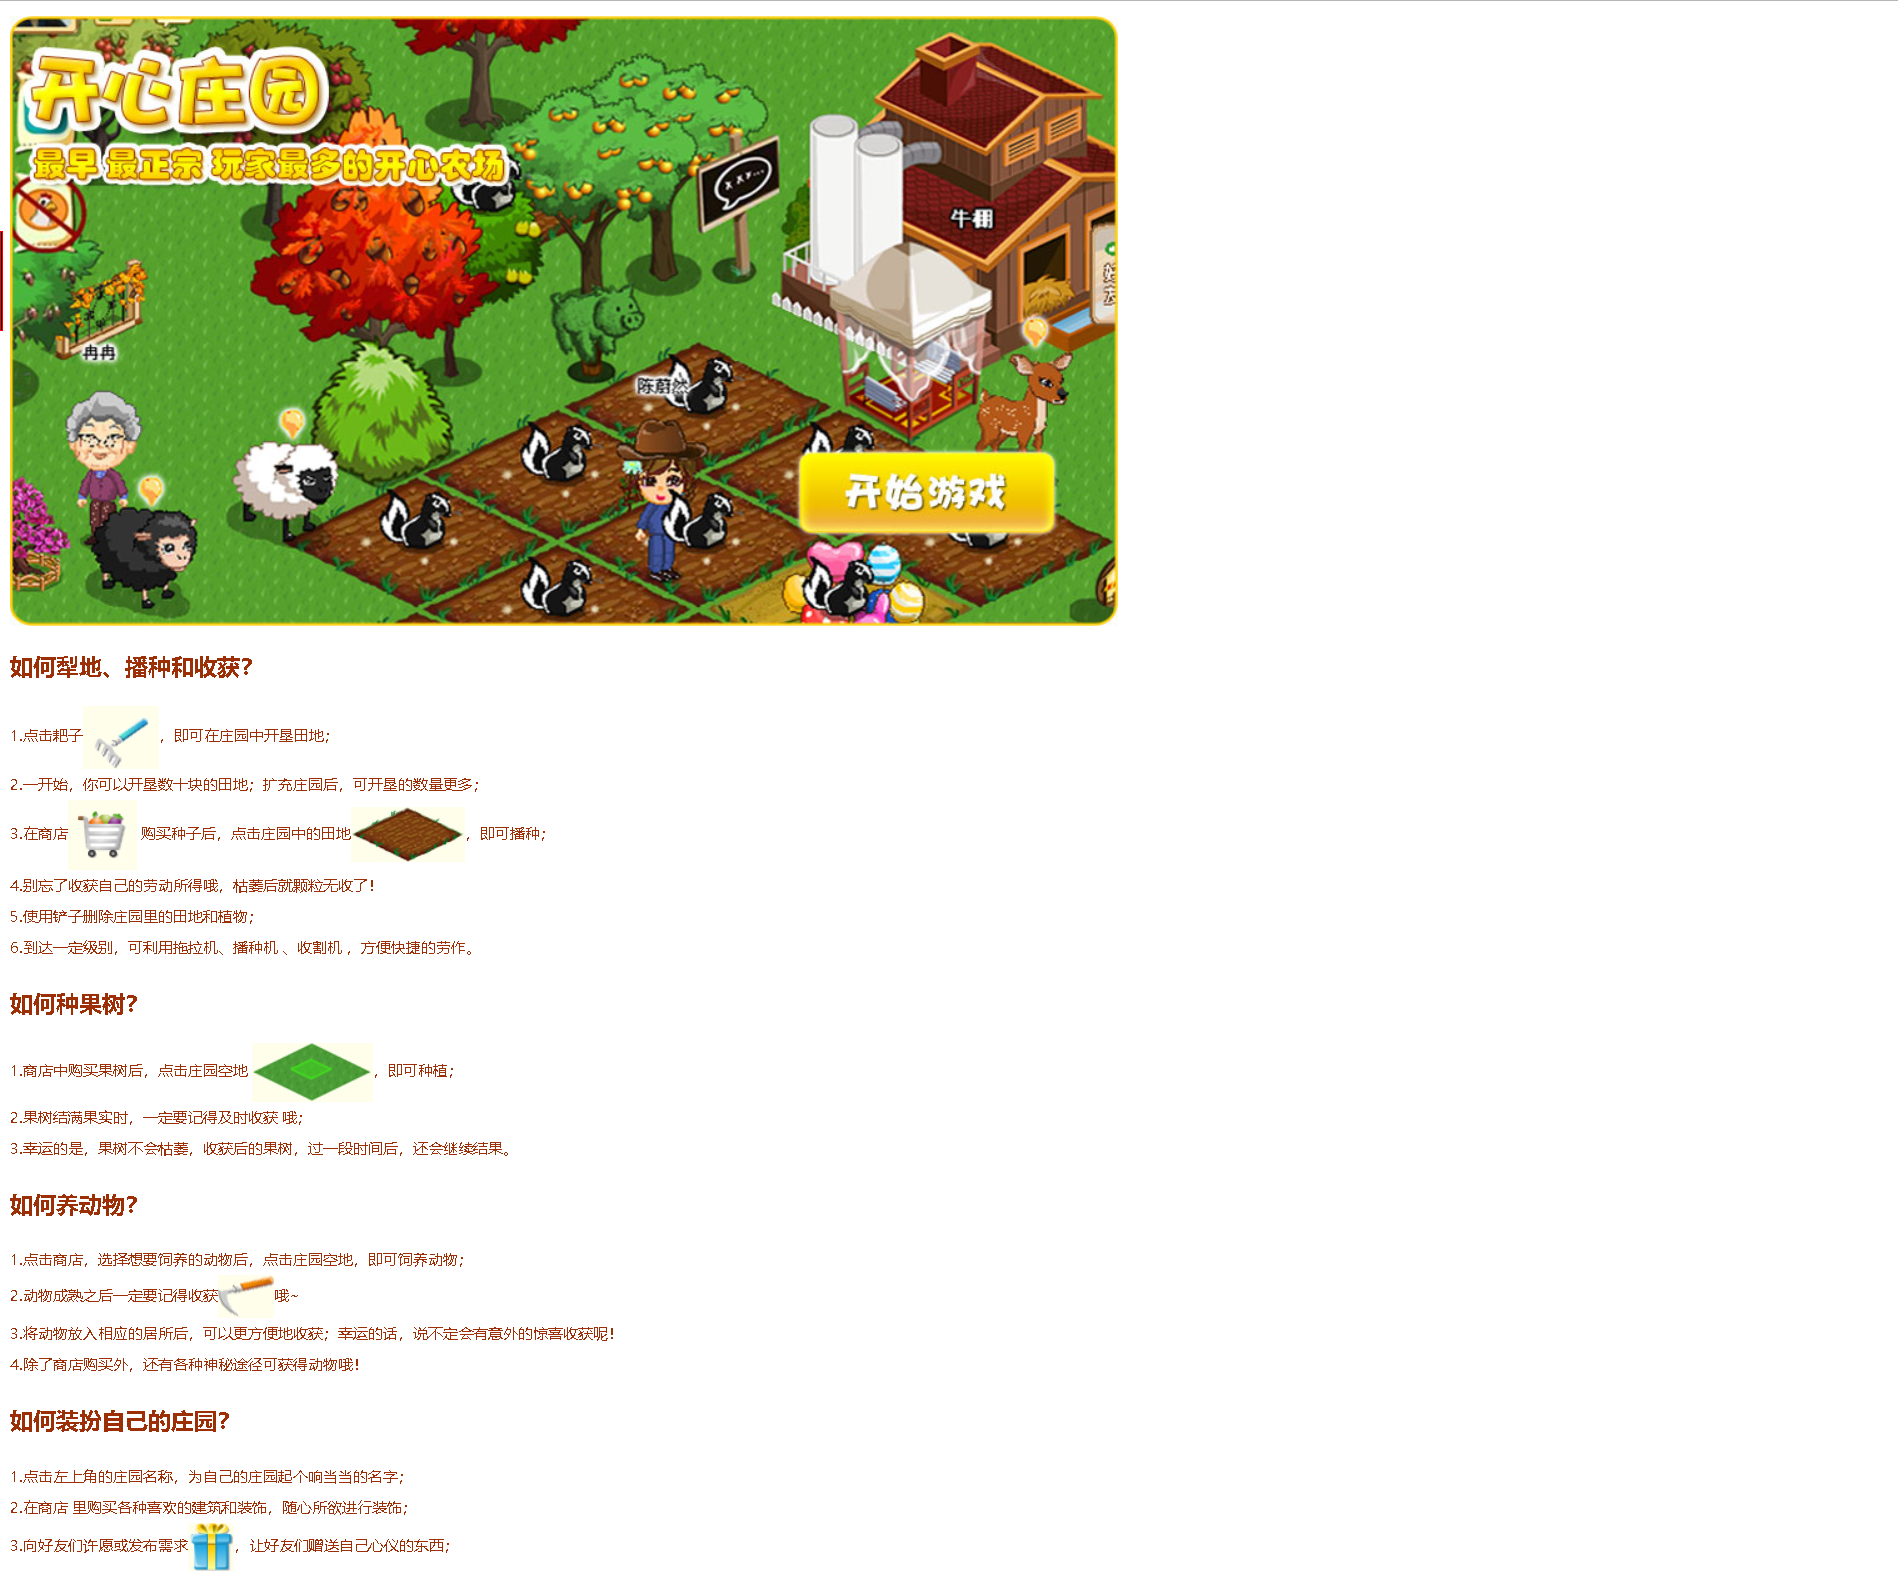 开心庄园
最早 最正宗 玩家最多的开心农场
x x y...
牛棚
好友
冉冉
陈蔚然
开始游戏
如何犁地、播种和收获?
1.点击耙子，即可在庄园中开垦田地；
2.一开始，你可以开垦数十块的田地；扩充庄园后，可开垦的数量更多；
3.在商店 购买种子后，点击庄园中的田地，即可播种；
4.别忘了收获自己的劳动所得哦，枯萎后就颗粒无收了！
5.使用铲子删除庄园里的田地和植物；
6.到达一定级别，可利用拖拉机、播种机 、收割机 ，方便快捷的劳作。
如何种果树?
1.商店中购买果树后，点击庄园空地 ，即可种植；
2.果树结满果实时，一定要记得及时收获 哦；
3.幸运的是，果树不会枯萎，收获后的果树，过一段时间后，还会继续结果。
如何养动物?
1.点击商店，选择想要饲养的动物后，点击庄园空地，即可饲养动物；
2.动物成熟之后一定要记得收获哦~
3.将动物放入相应的居所后，可以更方便地收获；幸运的话，说不定会有意外的惊喜收获呢！
4.除了商店购买外，还有各种神秘途径可获得动物哦！
如何装扮自己的庄园?
1.点击左上角的庄园名称，为自己的庄园起个响当当的名字；
2.在商店 里购买各种喜欢的建筑和装饰，随心所欲进行装饰；
3.向好友们许愿或发布需求，让好友们赠送自己心仪的东西；